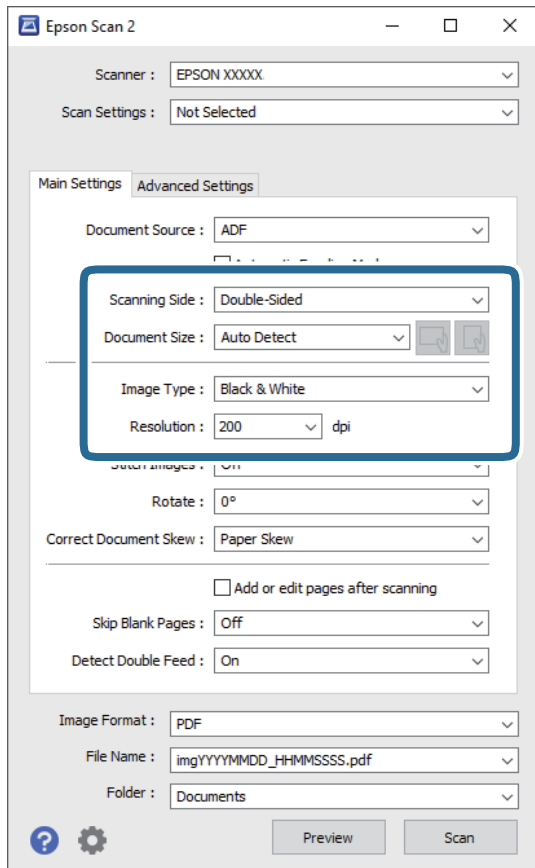 Epson Scan 2
Scanner : EPSON XXXXX
Scan Settings : Not Selected
Main Settings Advanced Settings
Document Source : ADF
Scanning Side : Double-Sided
Document Size : Auto Detect
Image Type : Black & White
Resolution : 200 dpi
Stitch Images : On
Rotate : 0°
Correct Document Skew : Paper Skew
Add or edit pages after scanning
Skip Blank Pages : Off
Detect Double Feed : On
Image Format : PDF
File Name : imgYYYYMMDD_HHMMSSSS.pdf
Folder : Documents
? Preview Scan